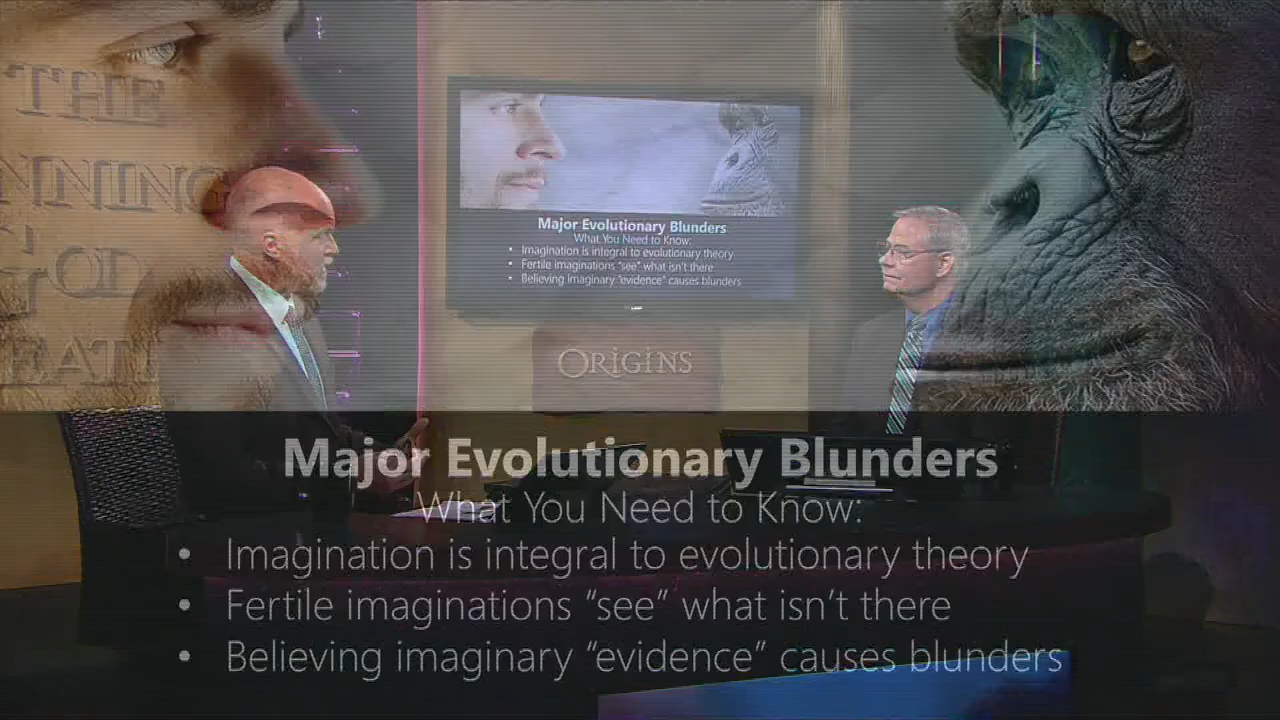 THE
NNING
GOD
EAT
Major Evolutionary Blunders
What You Need to Know:
• Imagination is integral to evolutionary theory
• Fertile imaginations “see” what isn’t there
• Believing imaginary “evidence” causes blunders
ORIGINS
Major Evolutionary Blunders
What You Need to Know:
• Imagination is integral to evolutionary theory
• Fertile imaginations “see” what isn’t there
• Believing imaginary “evidence” causes blunders